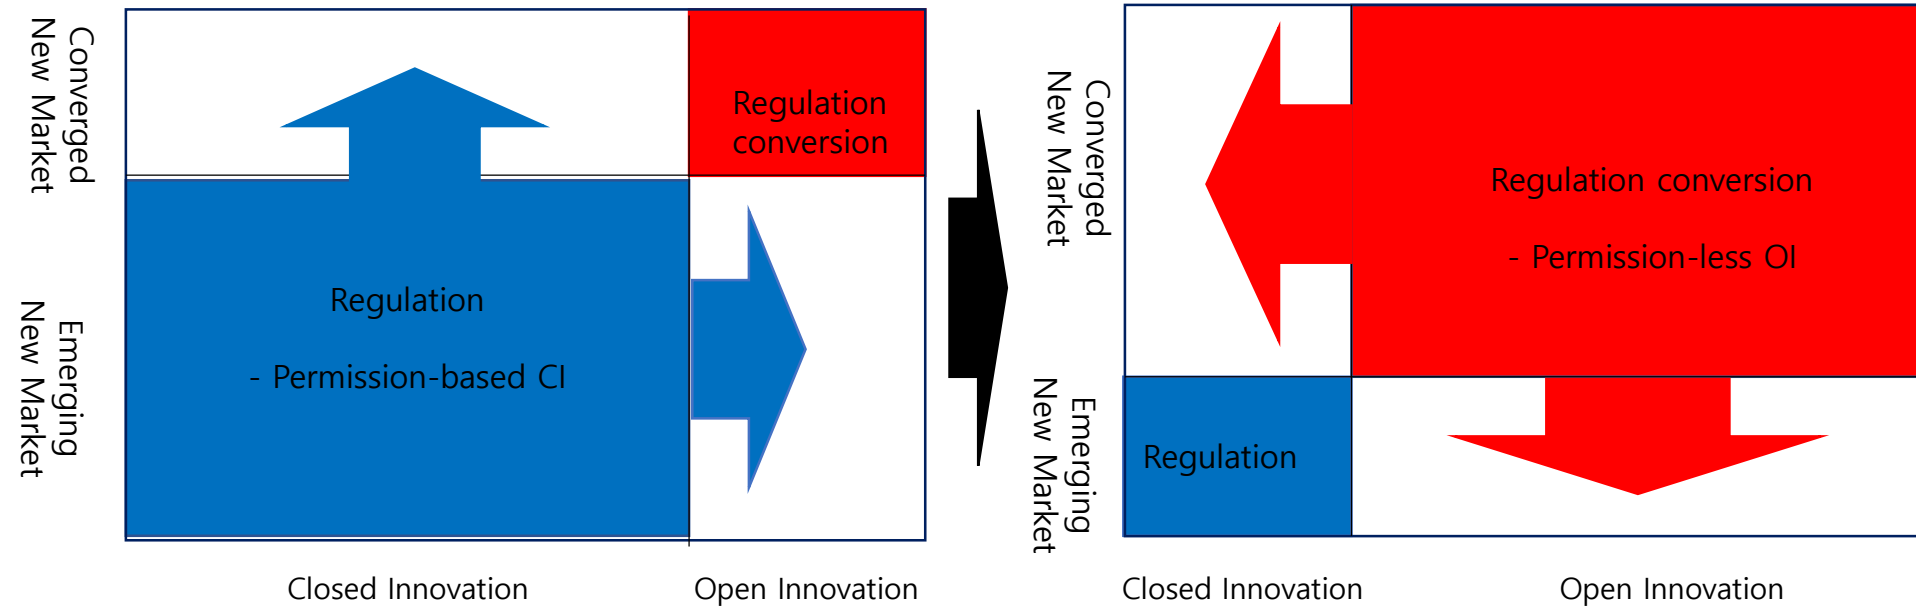 Converged
New Market
Emerging
New Market
Regulation
conversion
Regulation
- Permission-based CI
Closed Innovation
Open Innovation
Converged
New Market
Emerging
New Market
Regulation conversion
- Permission-less OI
Regulation
Closed Innovation
Open Innovation